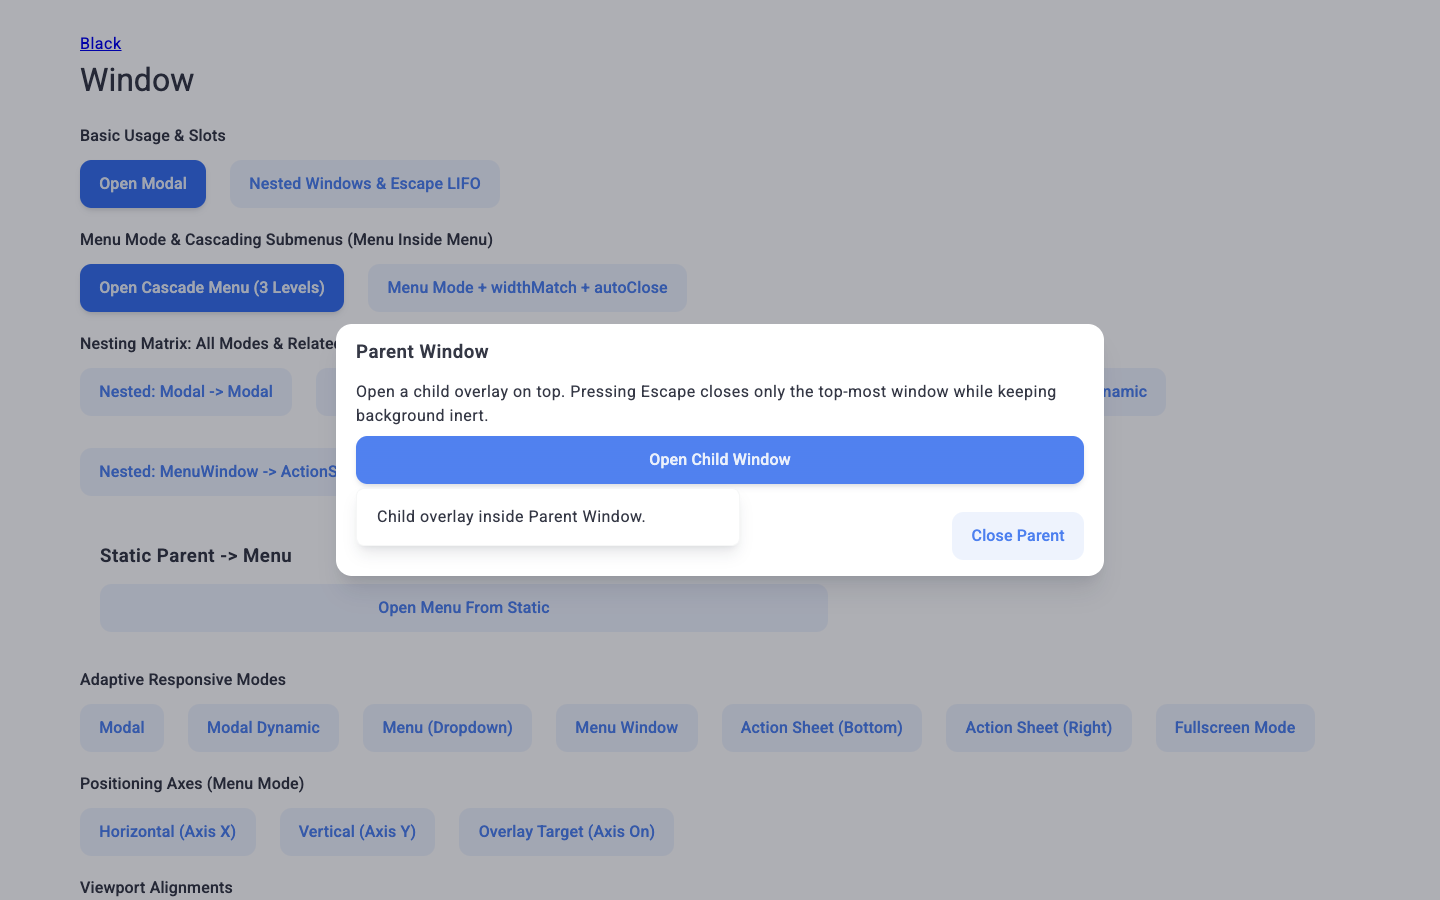 Black
Window
Basic Usage & Slots
Open Modal
Nested Windows & Escape LIFO
Menu Mode & Cascading Submenus (Menu Inside Menu)
Open Cascade Menu (3 Levels)
Menu Mode + widthMatch + autoClose
Nesting Matrix: All Modes &
Nested: Modal -> Modal
Nested: MenuWindow ->
Parent Window
Open a child overlay on top. Pressing Escape closes only the top-most window while keeping
background inert.
Open Child Window
Child overlay inside Parent Window.
Close Parent
Static Parent -> Menu
Open Menu From Static
Adaptive Responsive Modes
Modal
Modal Dynamic
Menu (Dropdown)
Menu Window
Action Sheet (Bottom)
Action Sheet (Right)
Fullscreen Mode
Positioning Axes (Menu Mode)
Horizontal (Axis X)
Vertical (Axis Y)
Overlay Target (Axis On)
Viewport Alignments